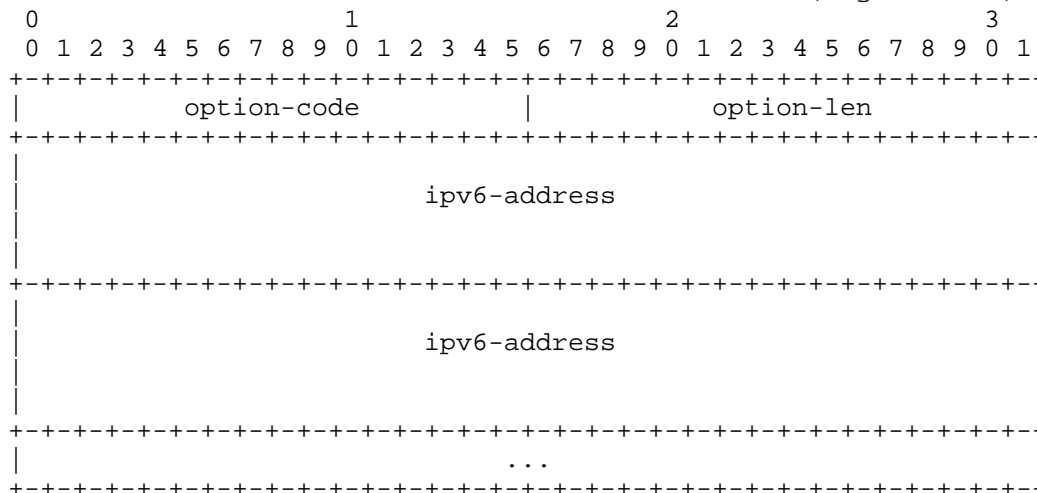 0                   1                   2                   3
 0 1 2 3 4 5 6 7 8 9 0 1 2 3 4 5 6 7 8 9 0 1 2 3 4 5 6 7 8 9 0 1
+-+-+-+-+-+-+-+-+-+-+-+-+-+-+-+-+-+-+-+-+-+-+-+-+-+-+-+-+-+-+-+-
|          option-code          |           option-len
+-+-+-+-+-+-+-+-+-+-+-+-+-+-+-+-+-+-+-+-+-+-+-+-+-+-+-+-+-+-+-+-
|
|                         ipv6-address
|
|
+-+-+-+-+-+-+-+-+-+-+-+-+-+-+-+-+-+-+-+-+-+-+-+-+-+-+-+-+-+-+-+-
|
|                         ipv6-address
|
|
+-+-+-+-+-+-+-+-+-+-+-+-+-+-+-+-+-+-+-+-+-+-+-+-+-+-+-+-+-+-+-+-
|                              ...
+-+-+-+-+-+-+-+-+-+-+-+-+-+-+-+-+-+-+-+-+-+-+-+-+-+-+-+-+-+-+-+-